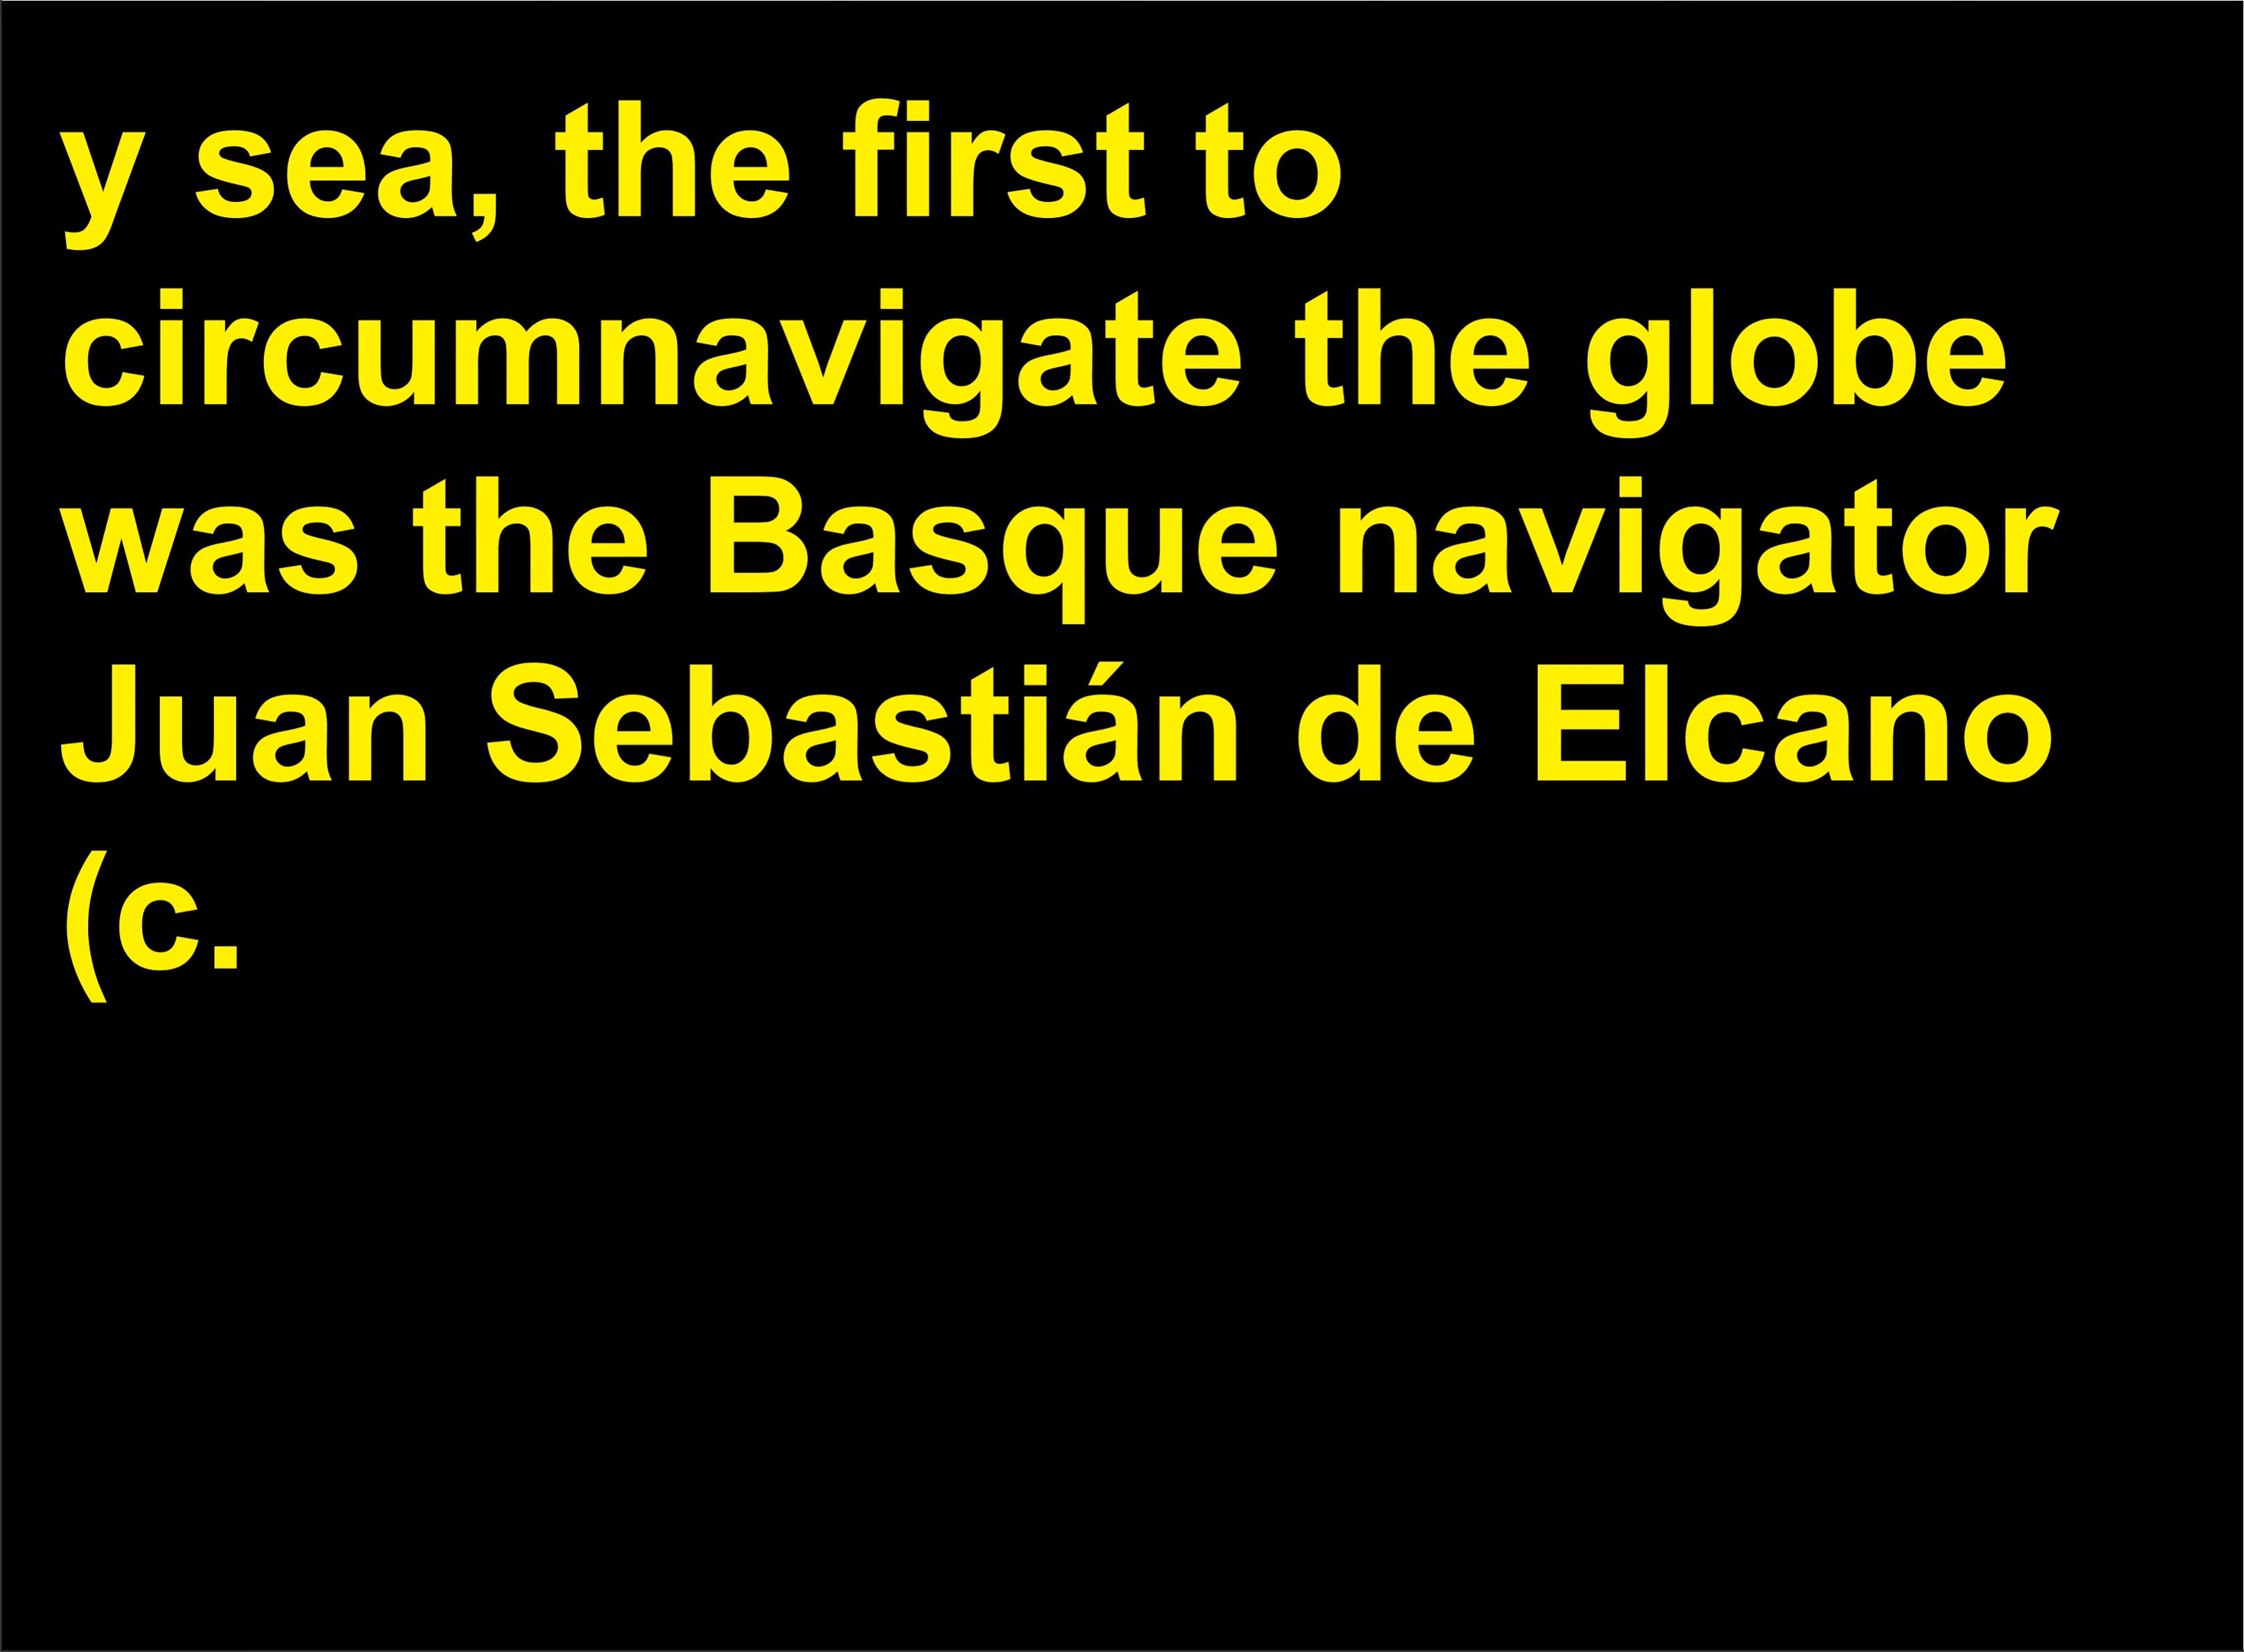 y sea, the first to
circumnavigate the globe
was the Basque navigator
Juan Sebastián de Elcano
(c.